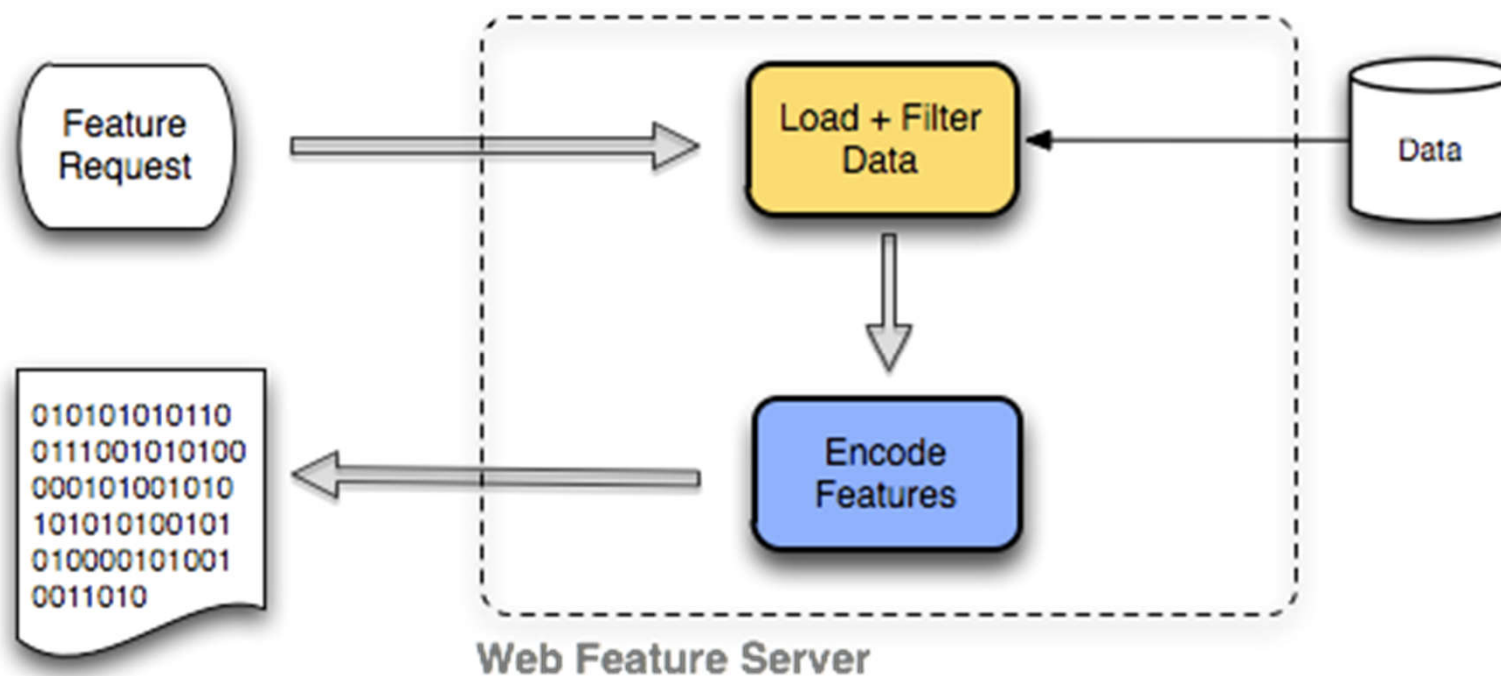 Feature
Request
Load + Filter
Data
Data
Encode
Features
010101010110
0111001010100
000101001010
101010100101
010000101001
0011010
Web Feature Server